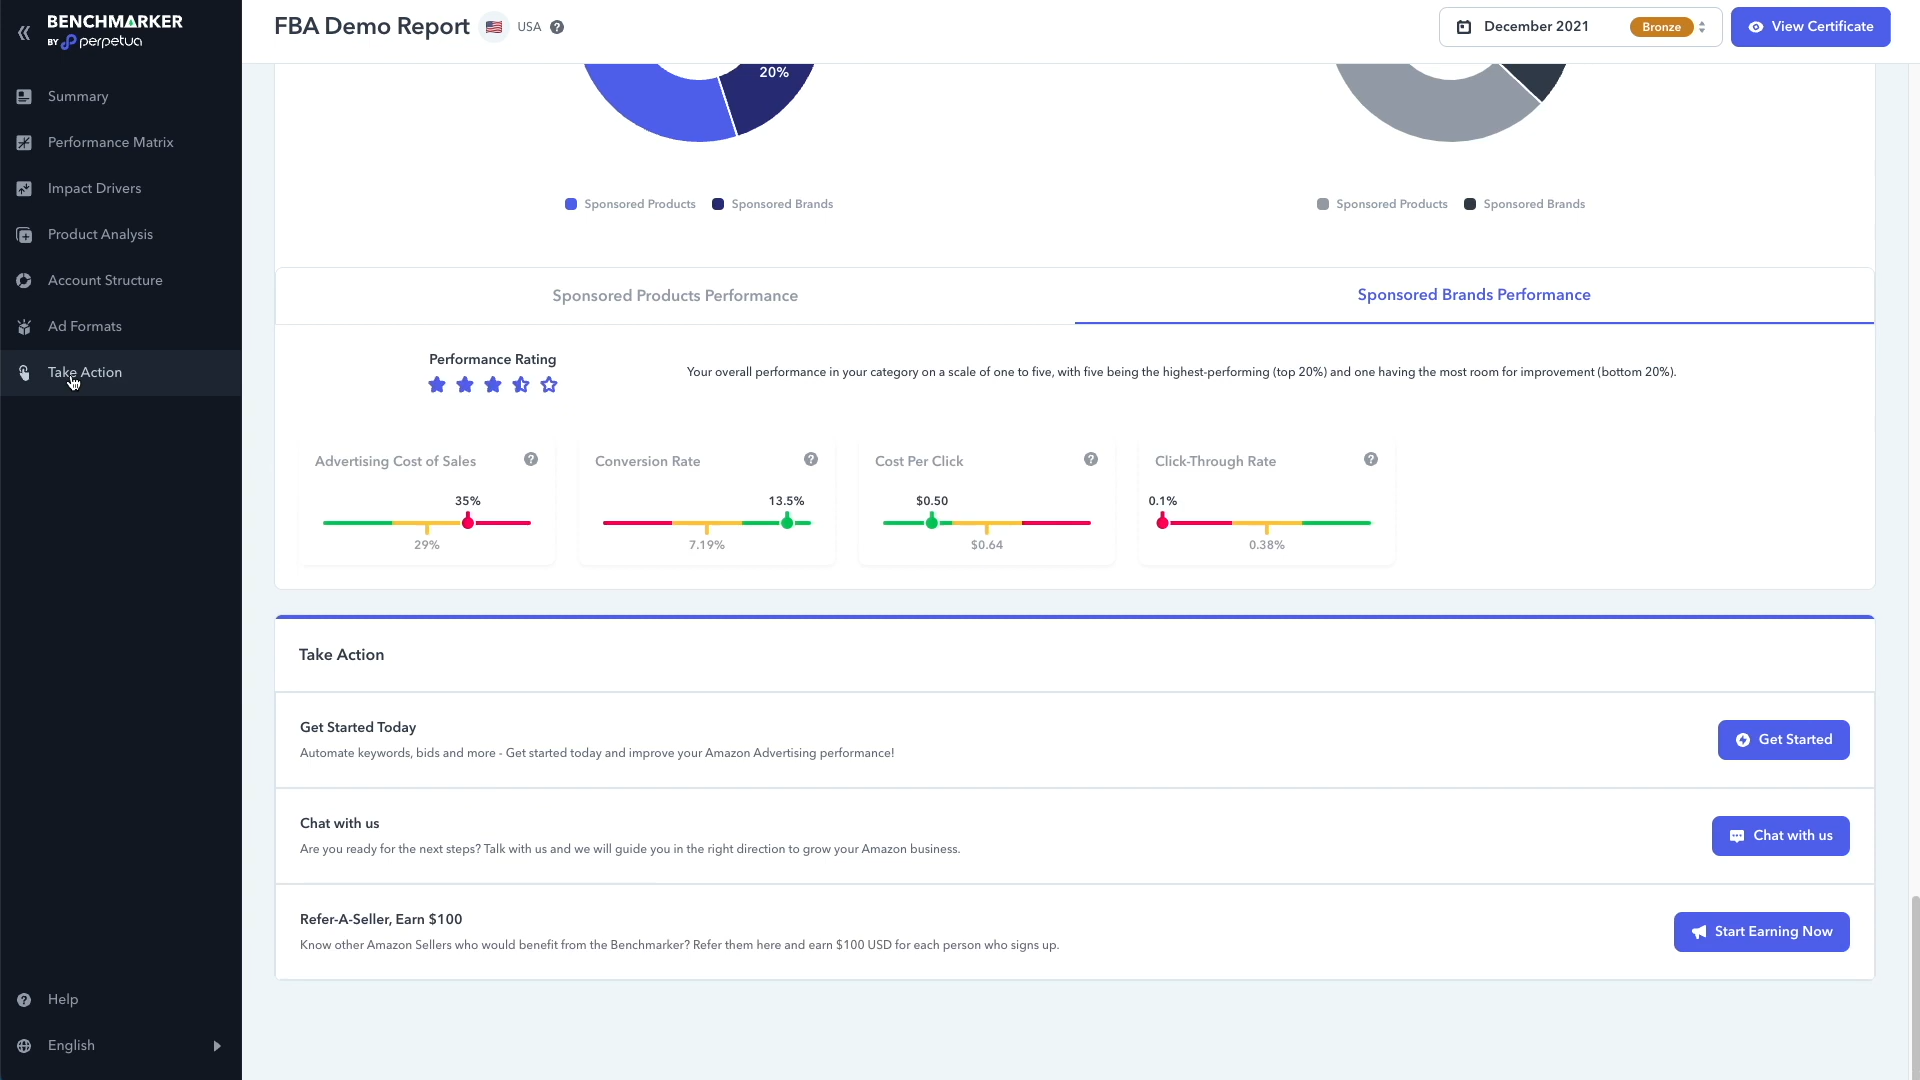 BENCHMARKER
BY perpetua
Summary
Performance Matrix
Impact Drivers
Product Analysis
Account Structure
Ad Formats
Take Action
Help
English
FBA Demo Report
USA
December 2021
Bronze
View Certificate
20%
Sponsored Products
Sponsored Brands
Sponsored Products
Sponsored Brands
Sponsored Products Performance
Sponsored Brands Performance
Performance Rating
Your overall performance in your category on a scale of one to five, with five being the highest-performing (top 20%) and one having the most room for improvement (bottom 20%).
Advertising Cost of Sales
35%
29%
Conversion Rate
13.5%
7.19%
Cost Per Click
$0.50
$0.64
Click-Through Rate
0.1%
0.38%
Take Action
Get Started Today
Automate keywords, bids and more - Get started today and improve your Amazon Advertising performance!
Get Started
Chat with us
Are you ready for the next steps? Talk with us and we will guide you in the right direction to grow your Amazon business.
Chat with us
Refer-A-Seller, Earn $100
Know other Amazon Sellers who would benefit from the Benchmarker? Refer them here and earn $100 USD for each person who signs up.
Start Earning Now